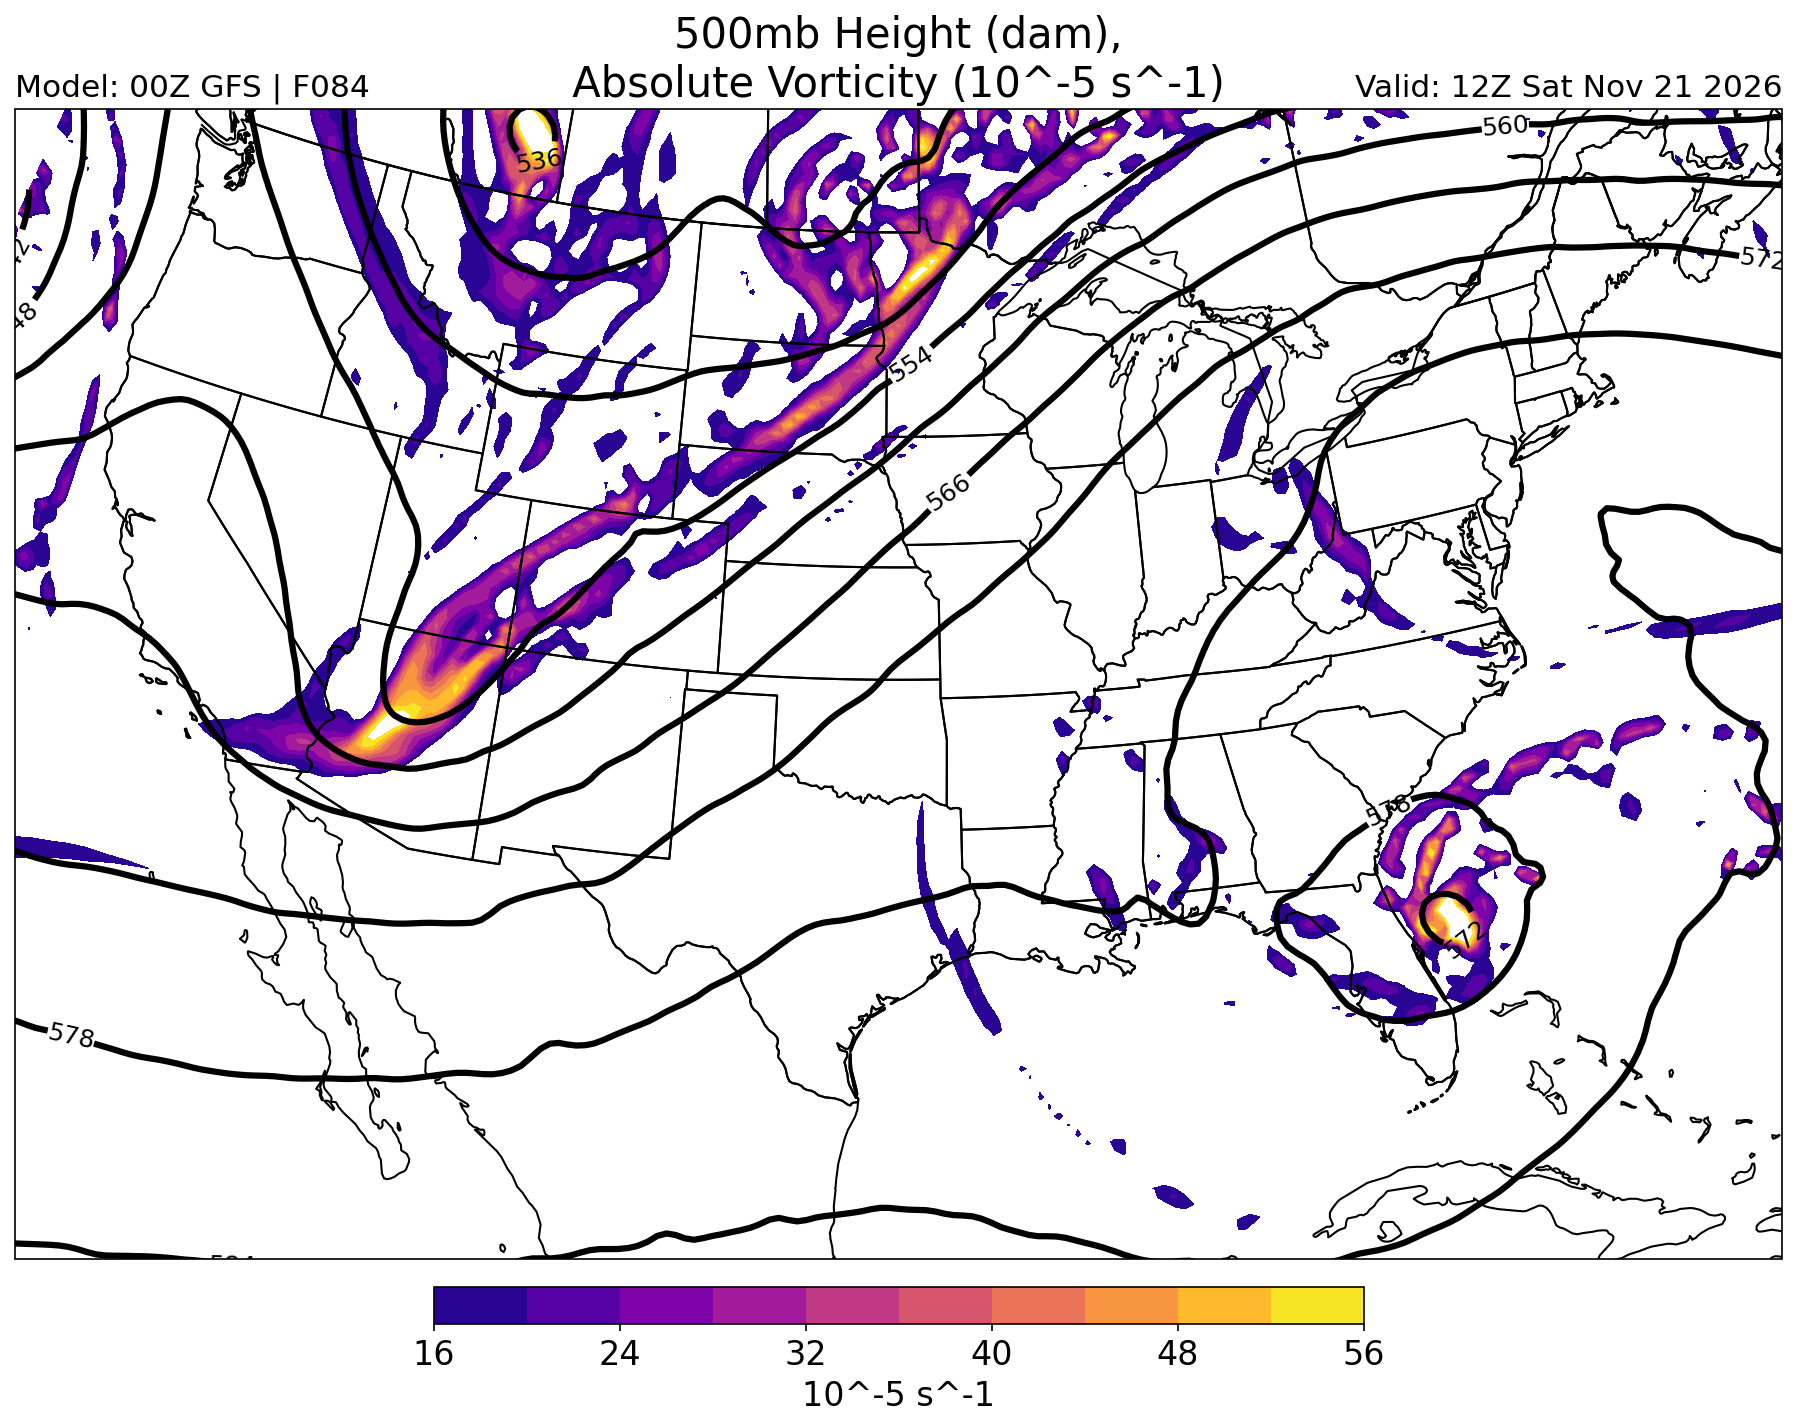 500mb Height (dam),
Absolute Vorticity (10^-5 s^-1)
Model: 00Z GFS | F084
Valid: 12Z Sat Nov 21 2026
560
536
572
48
554
566
578
572
578
16 24 32 40 48 56
10^-5 s^-1